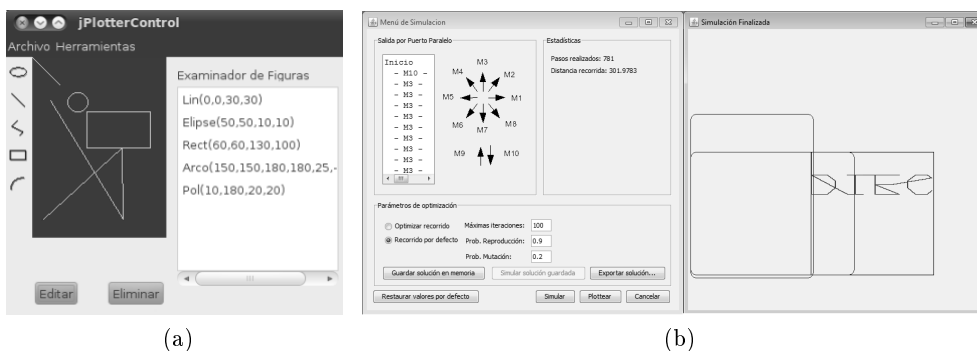 jPlotterControl
Archivo Herramientas
Examinador de Figuras
Lin(0,0,30,30)
Elipse(50,50,10,10)
Rect(60,60,130,100)
Arco(150,150,180,180,25,-
Pol(10,180,20,20)
Editar
Eliminar
(a)
Menú de Simulacion
Salida por Puerto Paralelo
Inicio
- M10 -
- M3 -
- M3 -
- M3 -
- M3 -
- M3 -
- M3 -
- M3 -
- M3 -
- M3 -
M3
M4
M2
M5
M1
M6
M8
M7
M9
M10
Estadísticas
Pasos realizados: 781
Distancia recorrida: 301.9783
Parámetros de optimización
Optimizar recorrido
Máximas iteraciones: 100
Recorrido por defecto
Prob. Reproducción: 0.9
Prob. Mutación: 0.2
Guardar solución en memoria
Simular solución guardada
Exportar solución...
Restaurar valores por defecto
Simular
Plottear
Cancelar
Simulación Finalizada
(b)